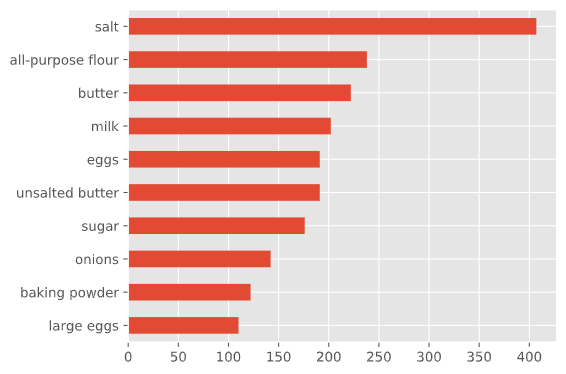 salt
all-purpose flour
butter
milk
eggs
unsalted butter
sugar
onions
baking powder
large eggs
0 50 100 150 200 250 300 350 400